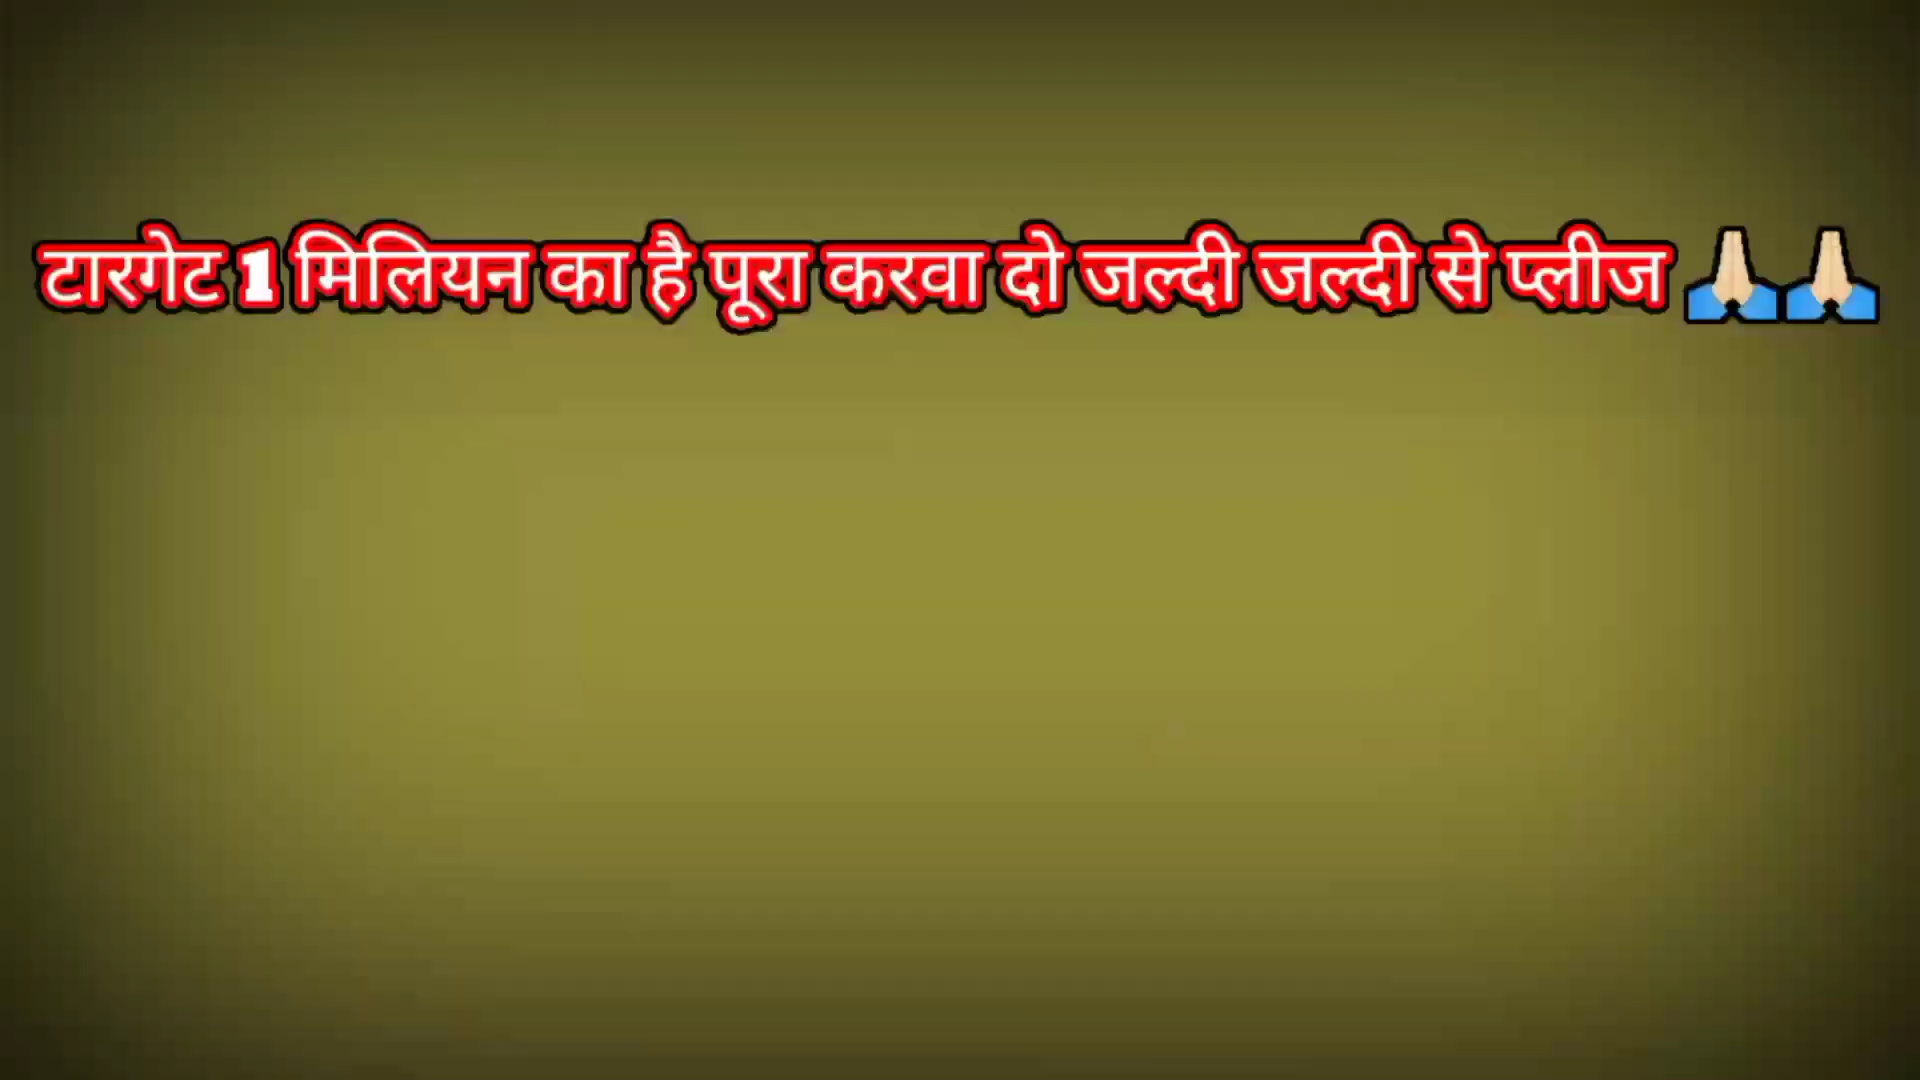 टारगेट 1 मिलियन का है पूरा करवा दो जल्दी जल्दी से प्लीज 🙏🏻🙏🏻